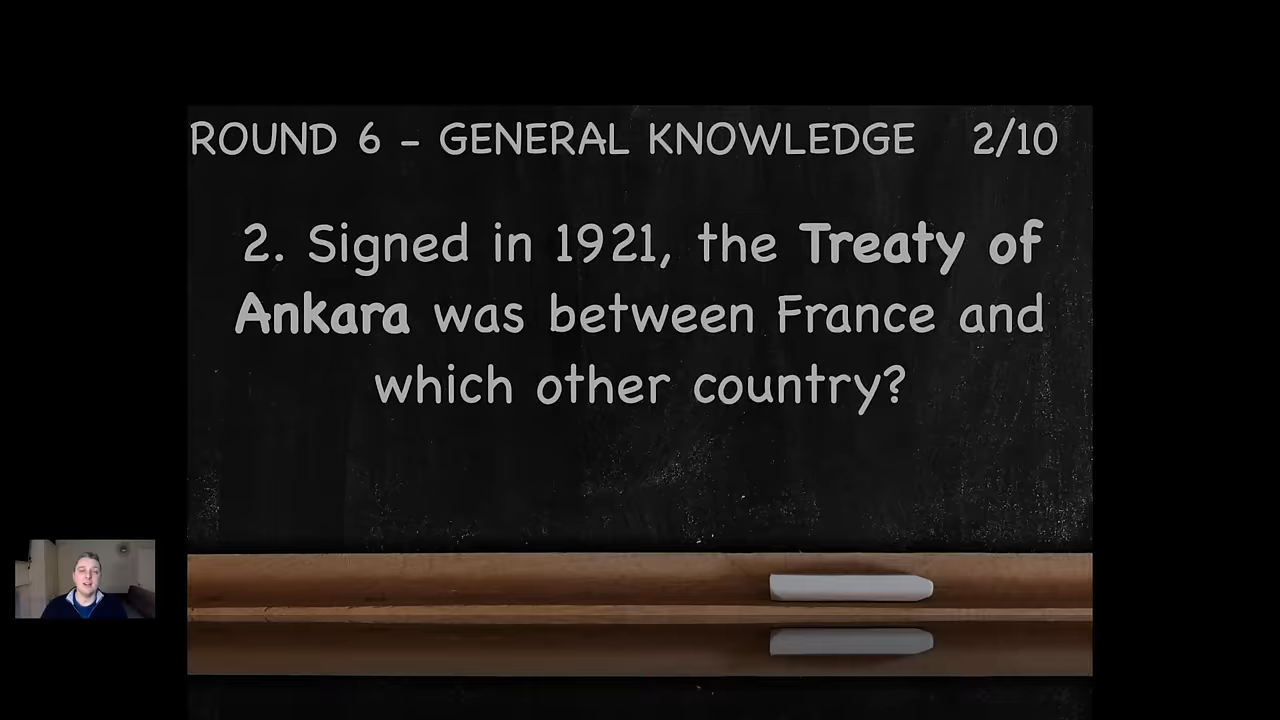 ROUND 6 - GENERAL KNOWLEDGE 2/10
2. Signed in 1921, the Treaty of
Ankara was between France and
which other country?